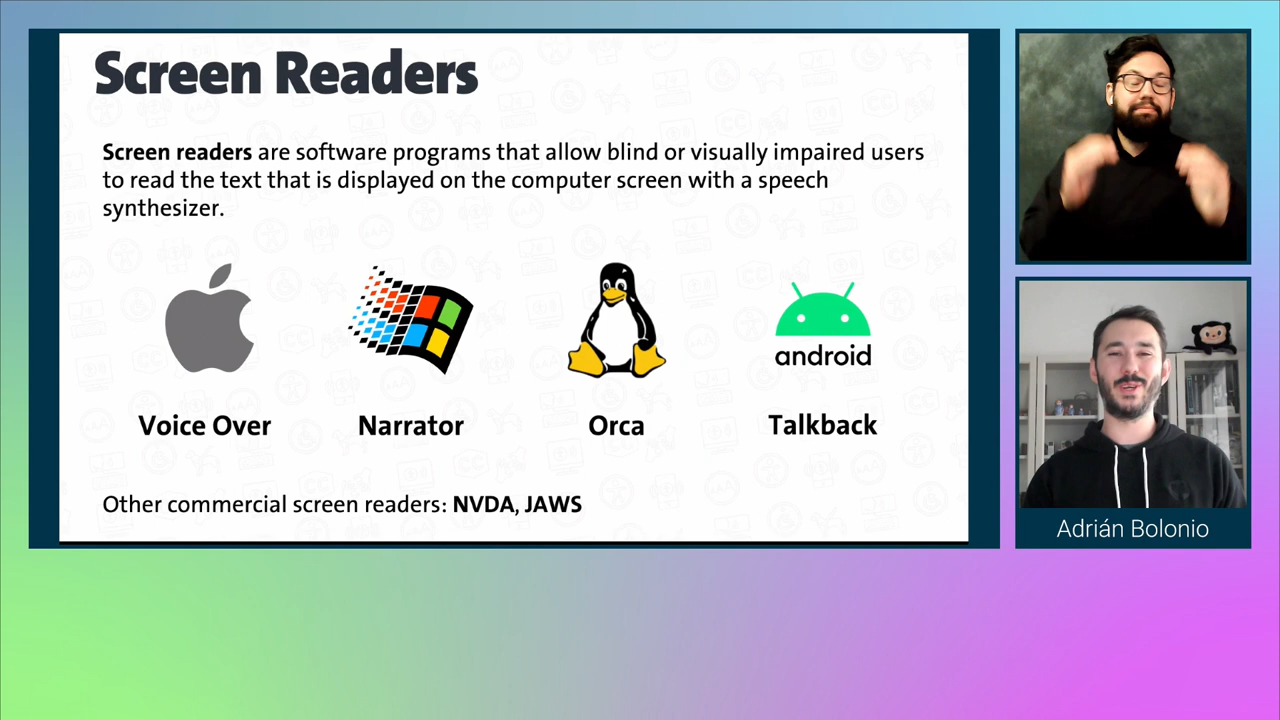 Screen Readers
Screen readers are software programs that allow blind or visually impaired users
to read the text that is displayed on the computer screen with a speech
synthesizer.
android
Voice Over
Narrator
Orca
Talkback
Other commercial screen readers: NVDA, JAWS
Adrián Bolonio